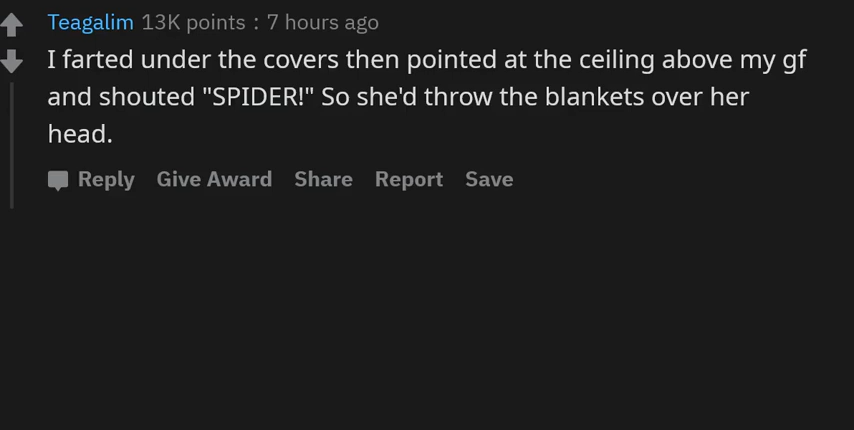 Teagalim 13K points : 7 hours ago
I farted under the covers then pointed at the ceiling above my gf
and shouted "SPIDER!" So she'd throw the blankets over her
head.
Reply Give Award Share Report Save